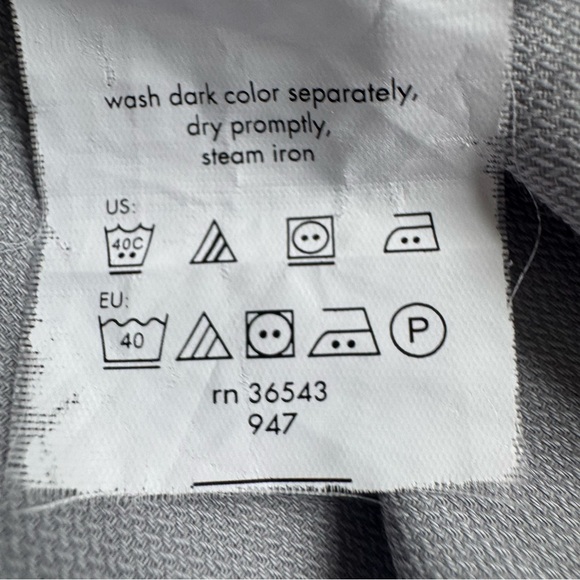 wash dark color separately,
dry promptly,
steam iron
US:
40C
EU:
40 P
rn 36543
947